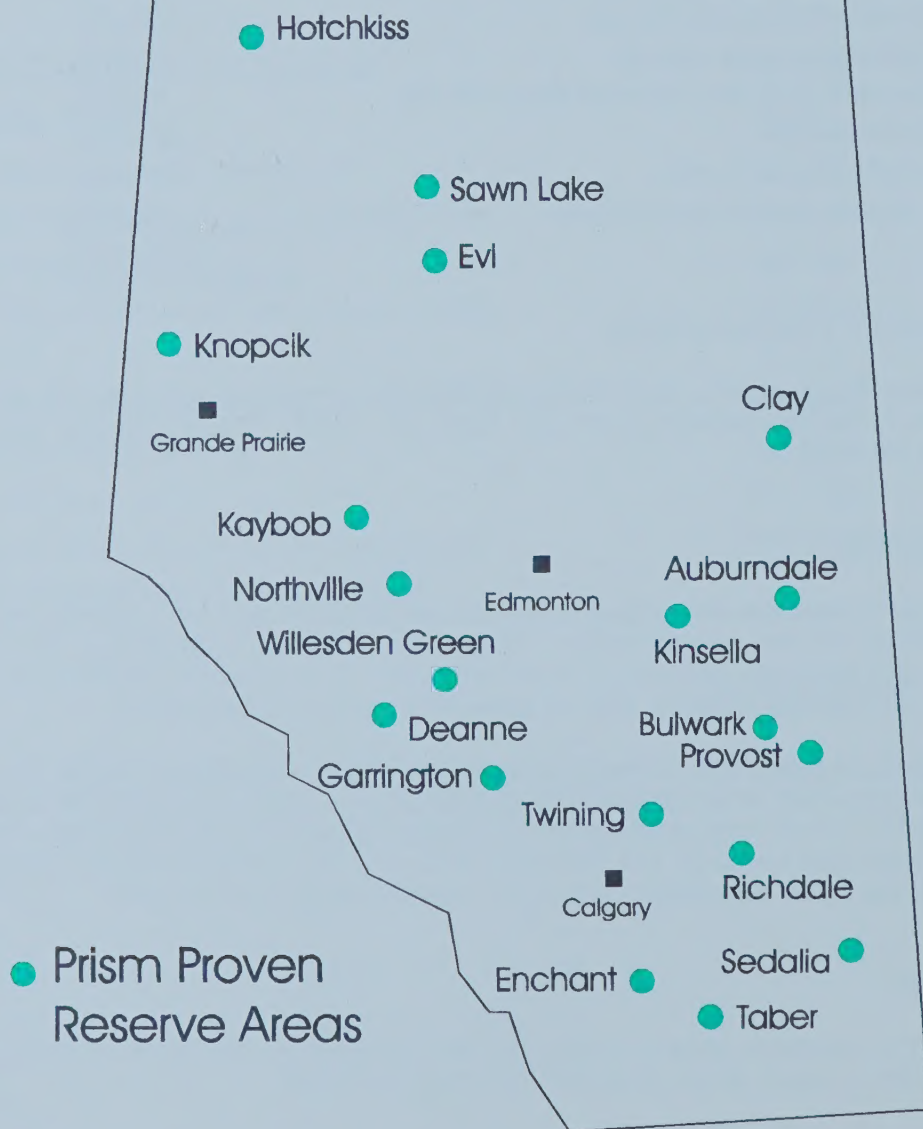 Hotchkiss
Sawn Lake
Evi
Knopcik
Clay
Grande Prairie
Kaybob
Auburndale
Northville
Edmonton
Willesden Green
Kinsella
Deanne
Bulwark
Provost
Garrington
Twining
Richdale
Calgary
Prism Proven
Reserve Areas
Sedalia
Enchant
Taber